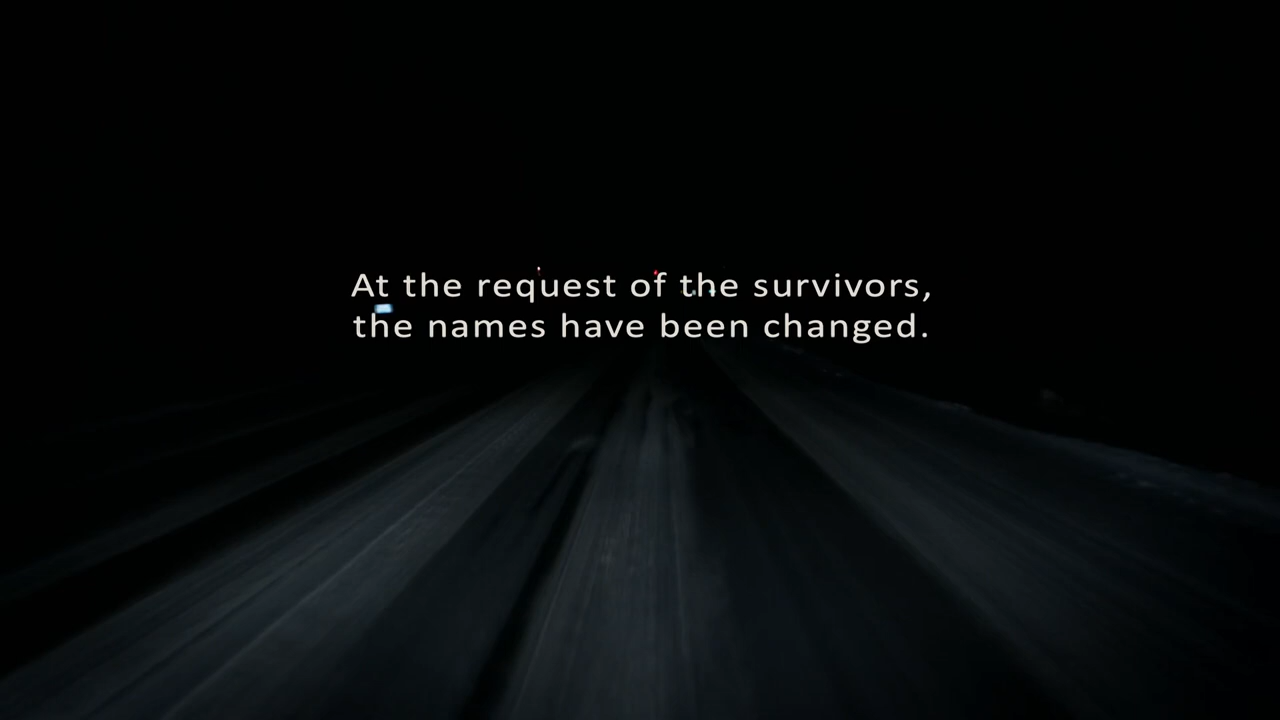 At the request of the survivors,
the names have been changed.